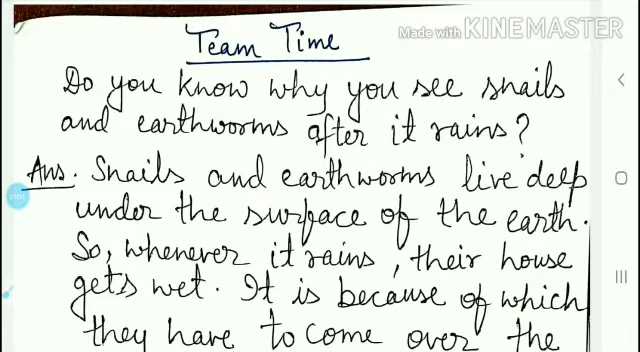 Made with KINEMASTER
Team Time
Do you know why you see snails
and earthworms after it rains?
Ans. Snails and earthworms live deep
under the surface of the earth.
So, whenever it rains, their house
gets wet. It is because of which
they have to come over the